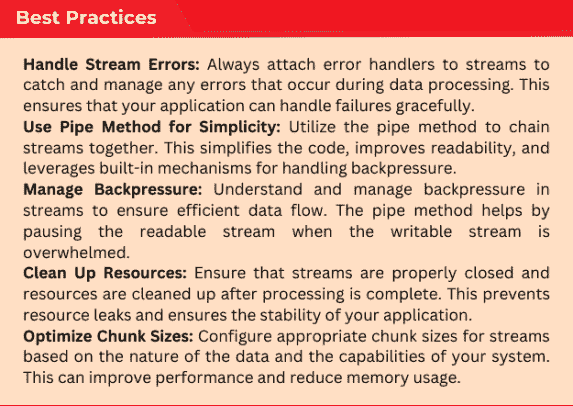 Best Practices
Handle Stream Errors: Always attach error handlers to streams to
catch and manage any errors that occur during data processing. This
ensures that your application can handle failures gracefully.
Use Pipe Method for Simplicity: Utilize the pipe method to chain
streams together. This simplifies the code, improves readability, and
leverages built-in mechanisms for handling backpressure.
Manage Backpressure: Understand and manage backpressure in
streams to ensure efficient data flow. The pipe method helps by
pausing the readable stream when the writable stream is
overwhelmed.
Clean Up Resources: Ensure that streams are properly closed and
resources are cleaned up after processing is complete. This prevents
resource leaks and ensures the stability of your application.
Optimize Chunk Sizes: Configure appropriate chunk sizes for streams
based on the nature of the data and the capabilities of your system.
This can improve performance and reduce memory usage.